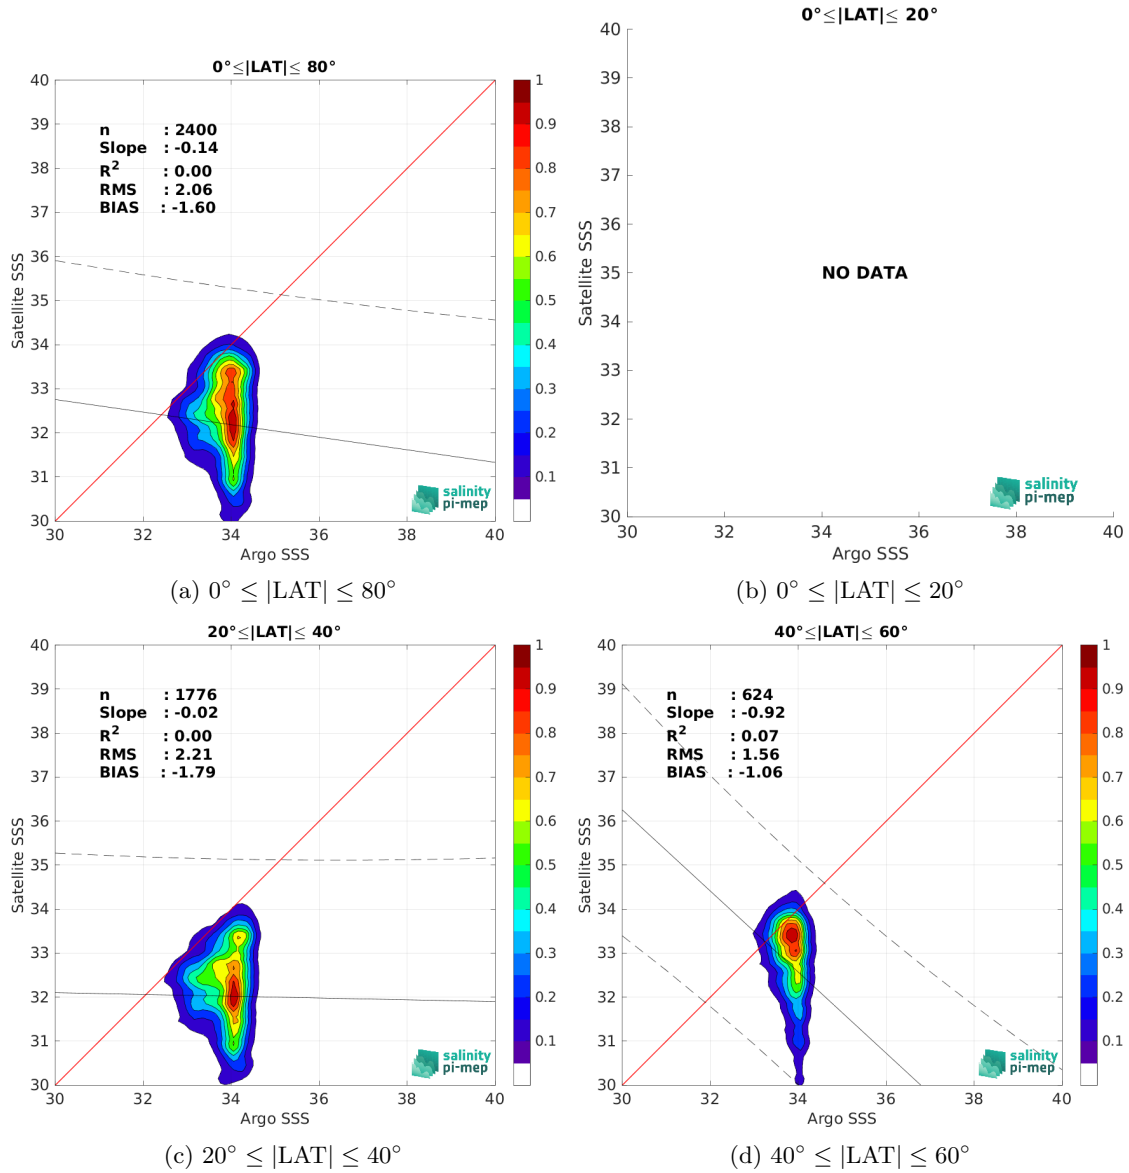 0°≤|LAT|≤ 80°
40
39
38
37
36
35
34
33
32
31
30
Satellite SSS
n : 2400
Slope : -0.14
R² : 0.00
RMS : 2.06
BIAS : -1.60
salinity
pi-mep
30 32 34 36 38 40
Argo SSS
1
0.9
0.8
0.7
0.6
0.5
0.4
0.3
0.2
0.1
(a) 0° ≤ |LAT| ≤ 80°
0°≤|LAT|≤ 20°
40
39
38
37
36
35
34
33
32
31
30
Satellite SSS
NO DATA
salinity
pi-mep
30 32 34 36 38 40
Argo SSS
(b) 0° ≤ |LAT| ≤ 20°
20°≤|LAT|≤ 40°
40
39
38
37
36
35
34
33
32
31
30
Satellite SSS
n : 1776
Slope : -0.02
R² : 0.00
RMS : 2.21
BIAS : -1.79
salinity
pi-mep
30 32 34 36 38 40
Argo SSS
1
0.9
0.8
0.7
0.6
0.5
0.4
0.3
0.2
0.1
(c) 20° ≤ |LAT| ≤ 40°
40°≤|LAT|≤ 60°
40
39
38
37
36
35
34
33
32
31
30
Satellite SSS
n : 624
Slope : -0.92
R² : 0.07
RMS : 1.56
BIAS : -1.06
salinity
pi-mep
30 32 34 36 38 40
Argo SSS
1
0.9
0.8
0.7
0.6
0.5
0.4
0.3
0.2
0.1
(d) 40° ≤ |LAT| ≤ 60°